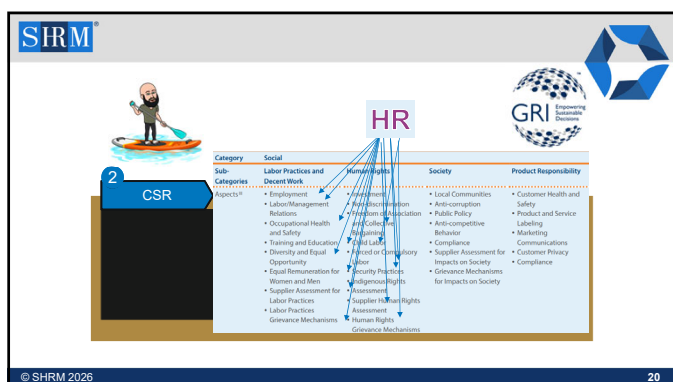 SHRM®
GRI Empowering
Sustainable
Decisions
HR
2
CSR
Category Social
Sub-
Categories
Labor Practices and
Decent Work
Human Rights
Society
Product Responsibility
Aspects
• Employment
• Labor/Management
Relations
• Occupational Health
and Safety
• Training and Education
• Diversity and Equal
Opportunity
• Equal Remuneration for
Women and Men
• Supplier Assessment for
Labor Practices
• Labor Practices
Grievance Mechanisms
• Investment
• Non-discrimination
• Freedom of Association
and Collective
Bargaining
• Child Labor
• Forced or Compulsory
Labor
• Security Practices
• Indigenous Rights
• Assessment
• Supplier Human Rights
Assessment
• Human Rights
Grievance Mechanisms
• Local Communities
• Anti-corruption
• Public Policy
• Anti-competitive
Behavior
• Compliance
• Supplier Assessment for
Impacts on Society
• Grievance Mechanisms
for Impacts on Society
• Customer Health and
Safety
• Product and Service
Labeling
• Marketing
Communications
• Customer Privacy
• Compliance
© SHRM 2026
20